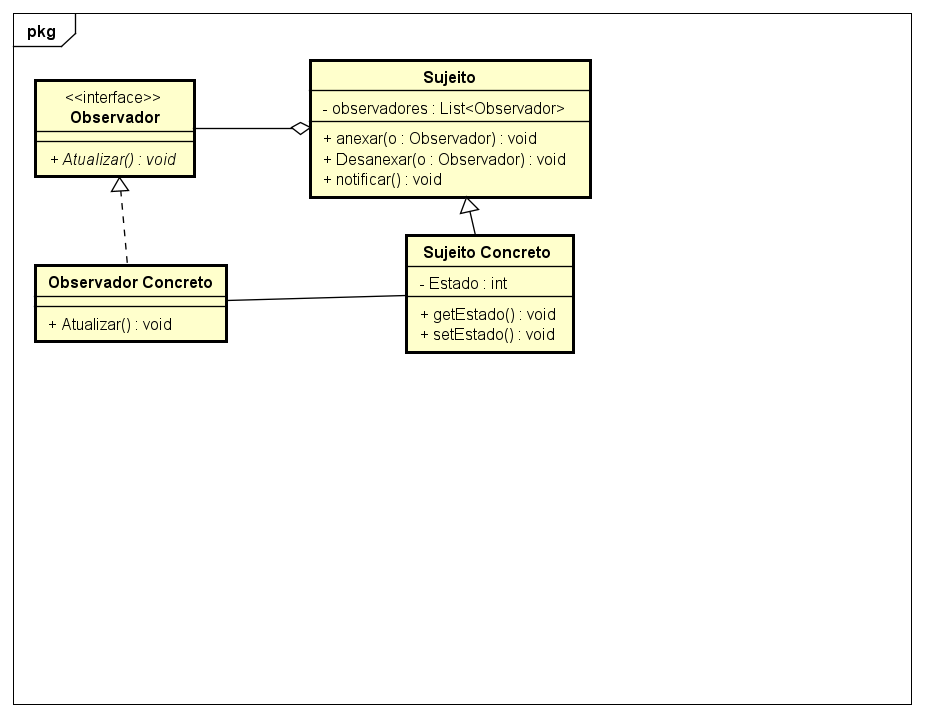 pkg
<<interface>>
Observador
+ Atualizar() : void
Sujeito
- observadores : List<Observador>
+ anexar(o : Observador) : void
+ Desanexar(o : Observador) : void
+ notificar() : void
Observador Concreto
+ Atualizar() : void
Sujeito Concreto
- Estado : int
+ getEstado() : void
+ setEstado() : void